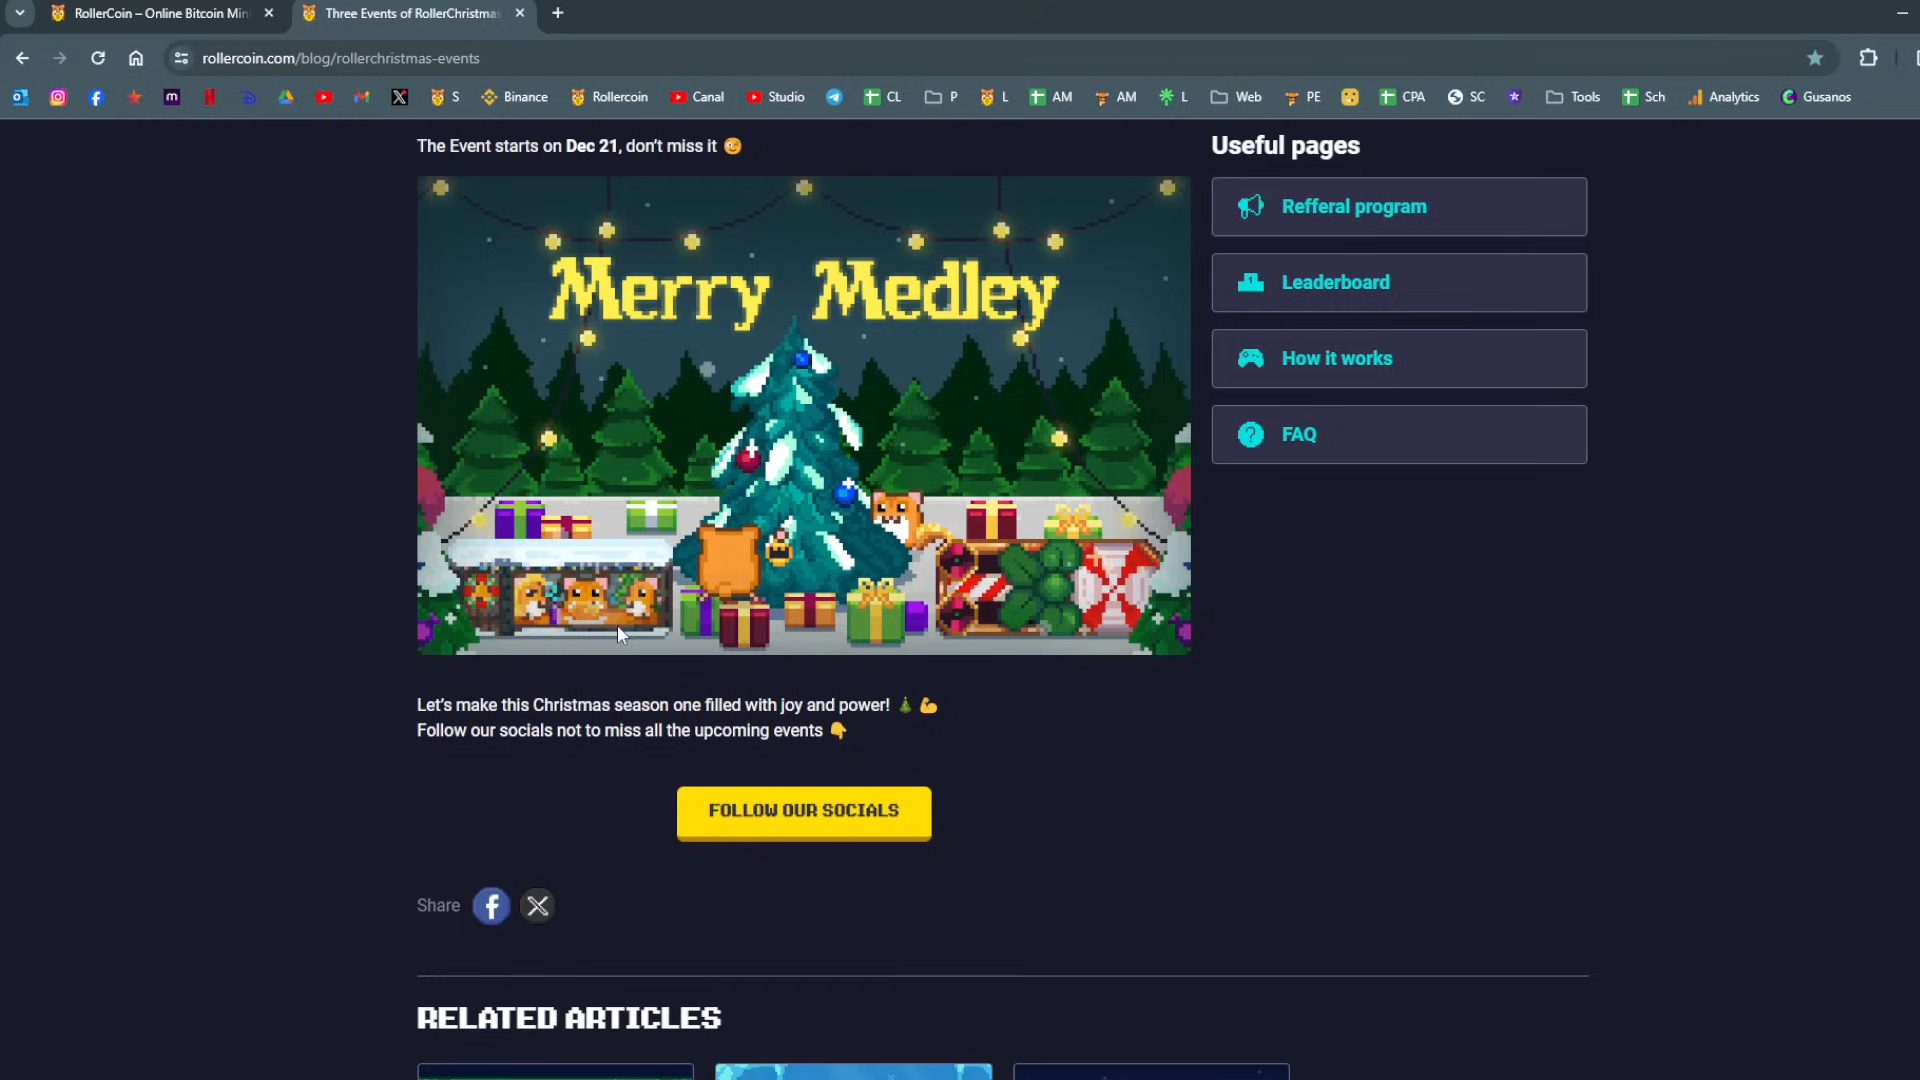 RollerCoin – Online Bitcoin Min
Three Events of RollerChristmas
rollercoin.com/blog/rollerchristmas-events
S
Binance
Rollercoin
Canal
Studio
CL
P
L
AM
AM
L
Web
PE
CPA
SC
Tools
Sch
Analytics
Gusanos
The Event starts on Dec 21, don't miss it
Merry Medley
Useful pages
Refferal program
Leaderboard
How it works
FAQ
Let's make this Christmas season one filled with joy and power!
Follow our socials not to miss all the upcoming events
FOLLOW OUR SOCIALS
Share
RELATED ARTICLES